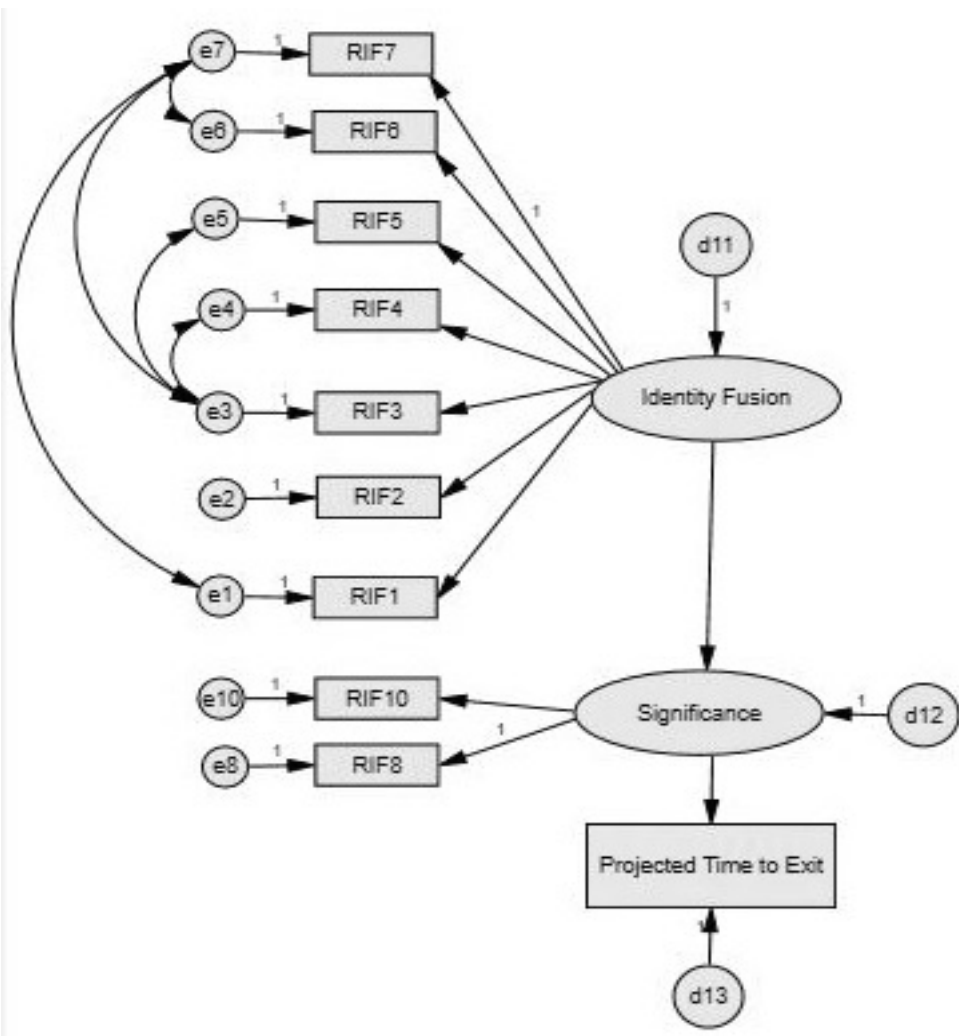 e7
1
RIF7
e6
1
RIF6
e5
1
RIF5
1
d11
e4
1
RIF4
1
e3
1
RIF3
Identity Fusion
e2
1
RIF2
e1
1
RIF1
e10
1
RIF10
Significance
1
d12
e8
1
RIF8
1
Projected Time to Exit
1
d13